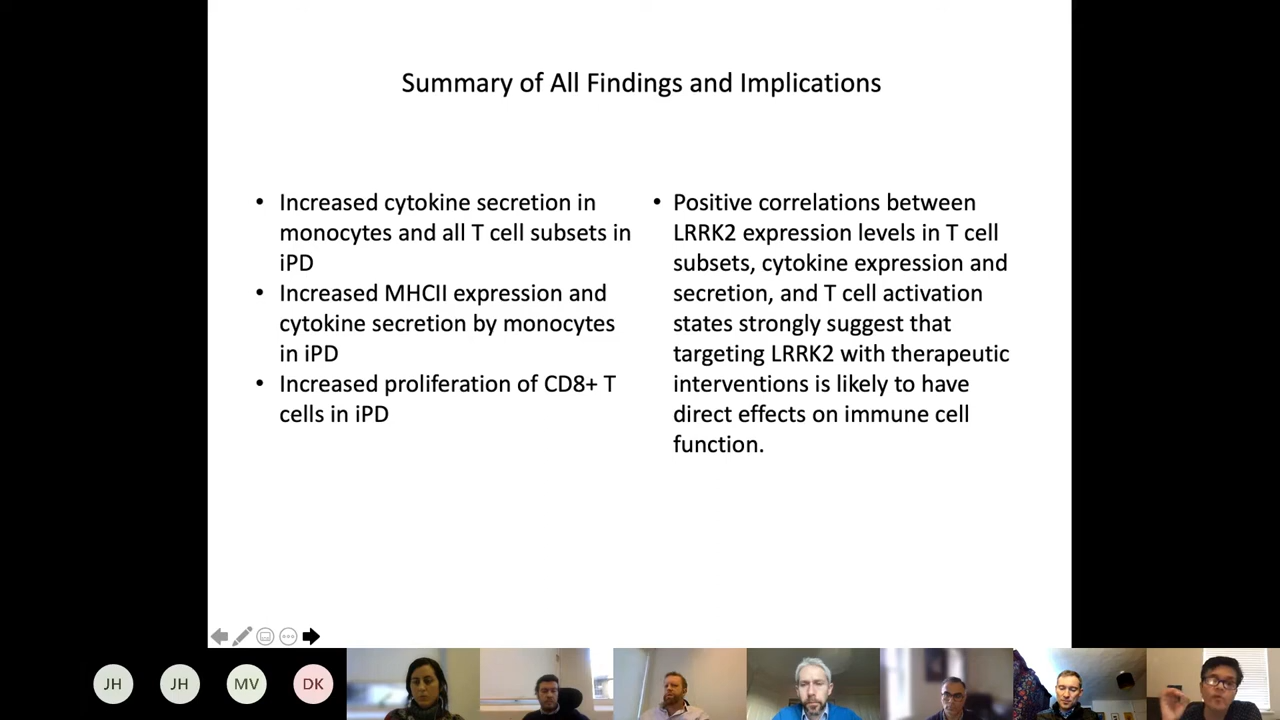 Summary of All Findings and Implications
• Increased cytokine secretion in
monocytes and all T cell subsets in
iPD
• Increased MHCII expression and
cytokine secretion by monocytes
in iPD
• Increased proliferation of CD8+ T
cells in iPD
• Positive correlations between
LRRK2 expression levels in T cell
subsets, cytokine expression and
secretion, and T cell activation
states strongly suggest that
targeting LRRK2 with therapeutic
interventions is likely to have
direct effects on immune cell
function.
JH
JH
MV
DK